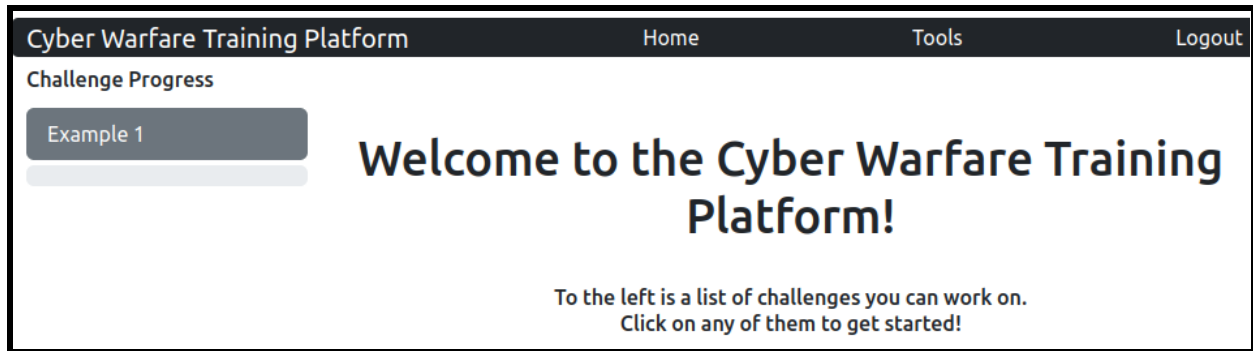 Cyber Warfare Training Platform Home Tools Logout
Challenge Progress
Example 1
Welcome to the Cyber Warfare Training
Platform!
To the left is a list of challenges you can work on.
Click on any of them to get started!